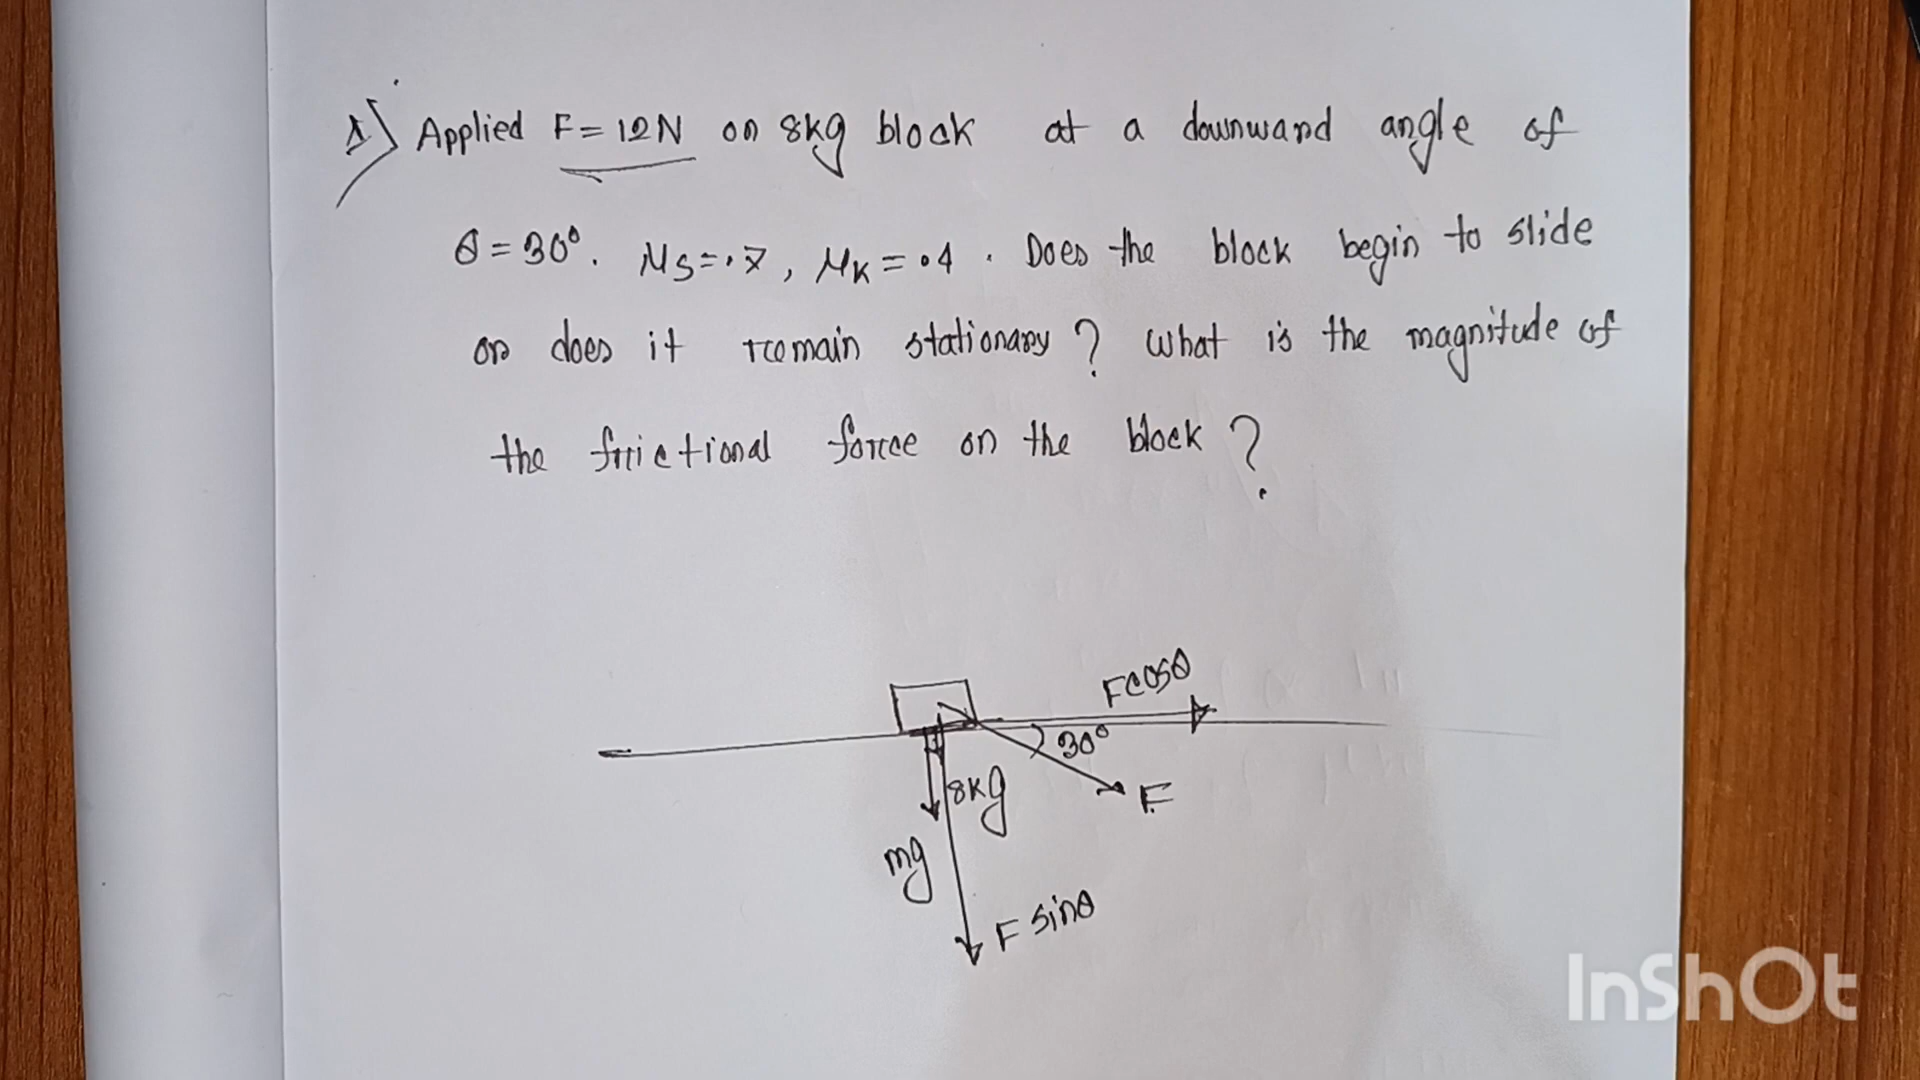 1) Applied F=12N on 8kg block at a downward angle of
θ=30°. μs=.7, μk=.4. Does the block begin to slide
or does it remain stationary? What is the magnitude of
the frictional force on the block?
Fcosθ
30°
8kg
F
mg
F sinθ
InShOt